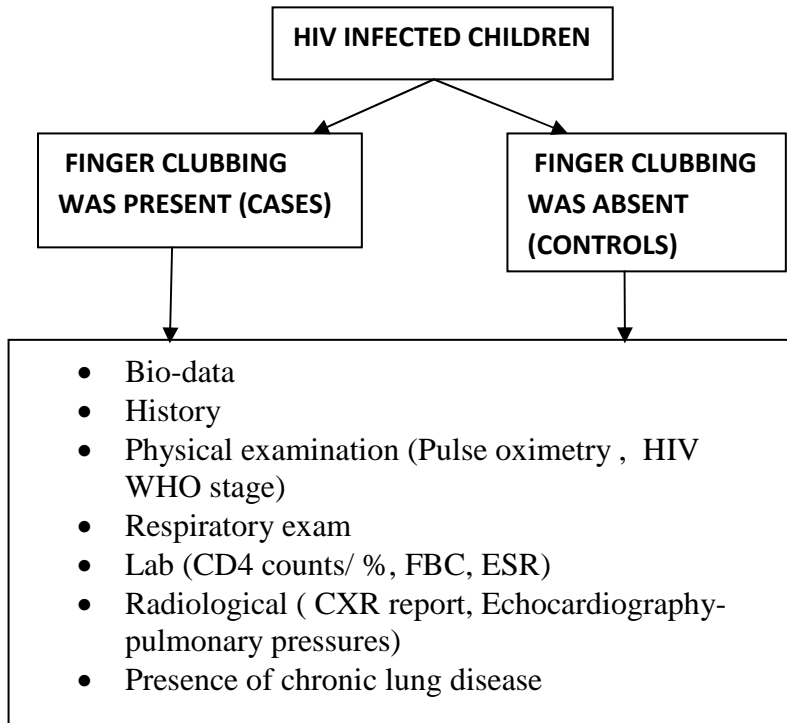 HIV INFECTED CHILDREN
FINGER CLUBBING
WAS PRESENT (CASES)
FINGER CLUBBING
WAS ABSENT
(CONTROLS)
• Bio-data
• History
• Physical examination (Pulse oximetry , HIV
WHO stage)
• Respiratory exam
• Lab (CD4 counts/ %, FBC, ESR)
• Radiological ( CXR report, Echocardiography-
pulmonary pressures)
• Presence of chronic lung disease